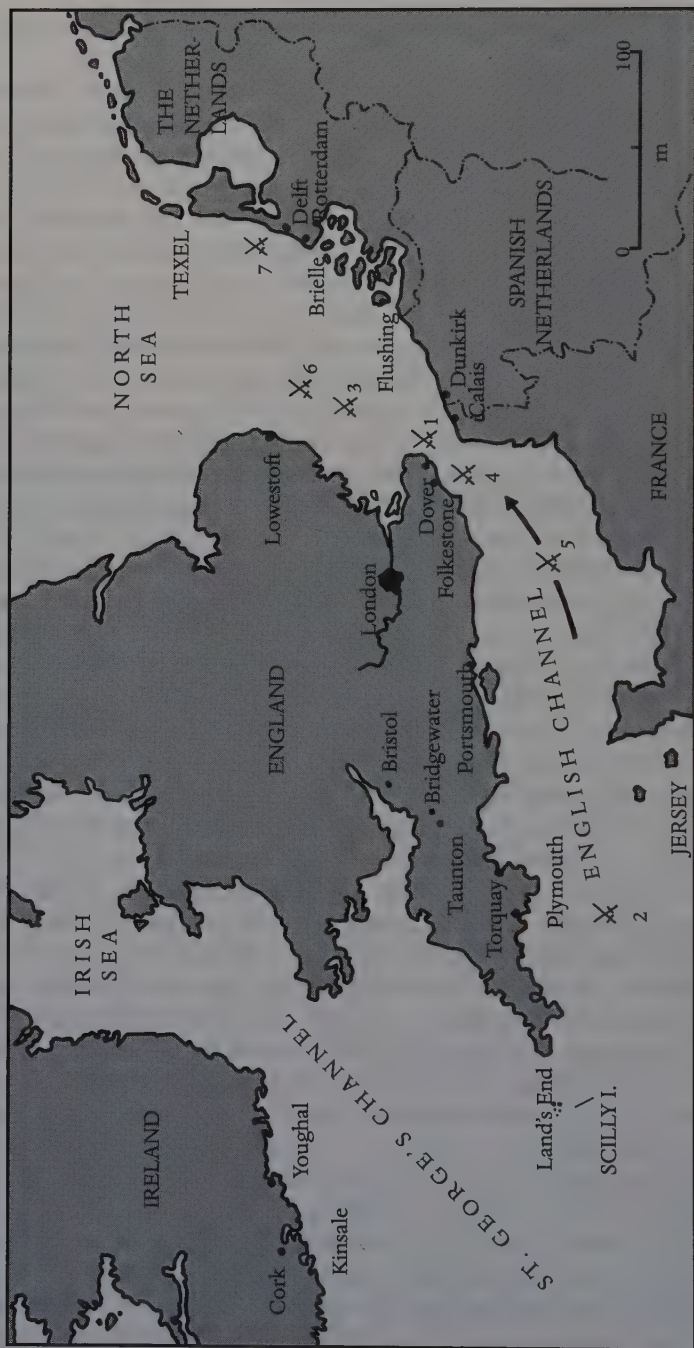 IRELAND
Cork
Kinsale
Youghal
IRISH
SEA
ST. GEORGE'S CHANNEL
Land's End
SCILLY I.
ENGLAND
Bristol
Bridgewater
Taunton
Torquay
Plymouth
Portsmouth
London
Lowestoft
Folkestone
Dover
ENGLISH CHANNEL
2
5
4
1
3
6
7
JERSEY
FRANCE
NORTH
SEA
TEXEL
THE
NETHER-
LANDS
Delft
Rotterdam
Brielle
Flushing
Dunkirk
Calais
SPANISH
NETHERLANDS
0
100
m